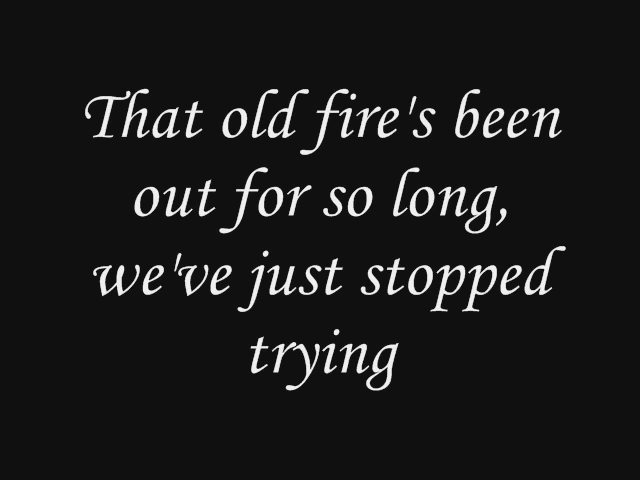 That old fire's been
out for so long,
we've just stopped
trying